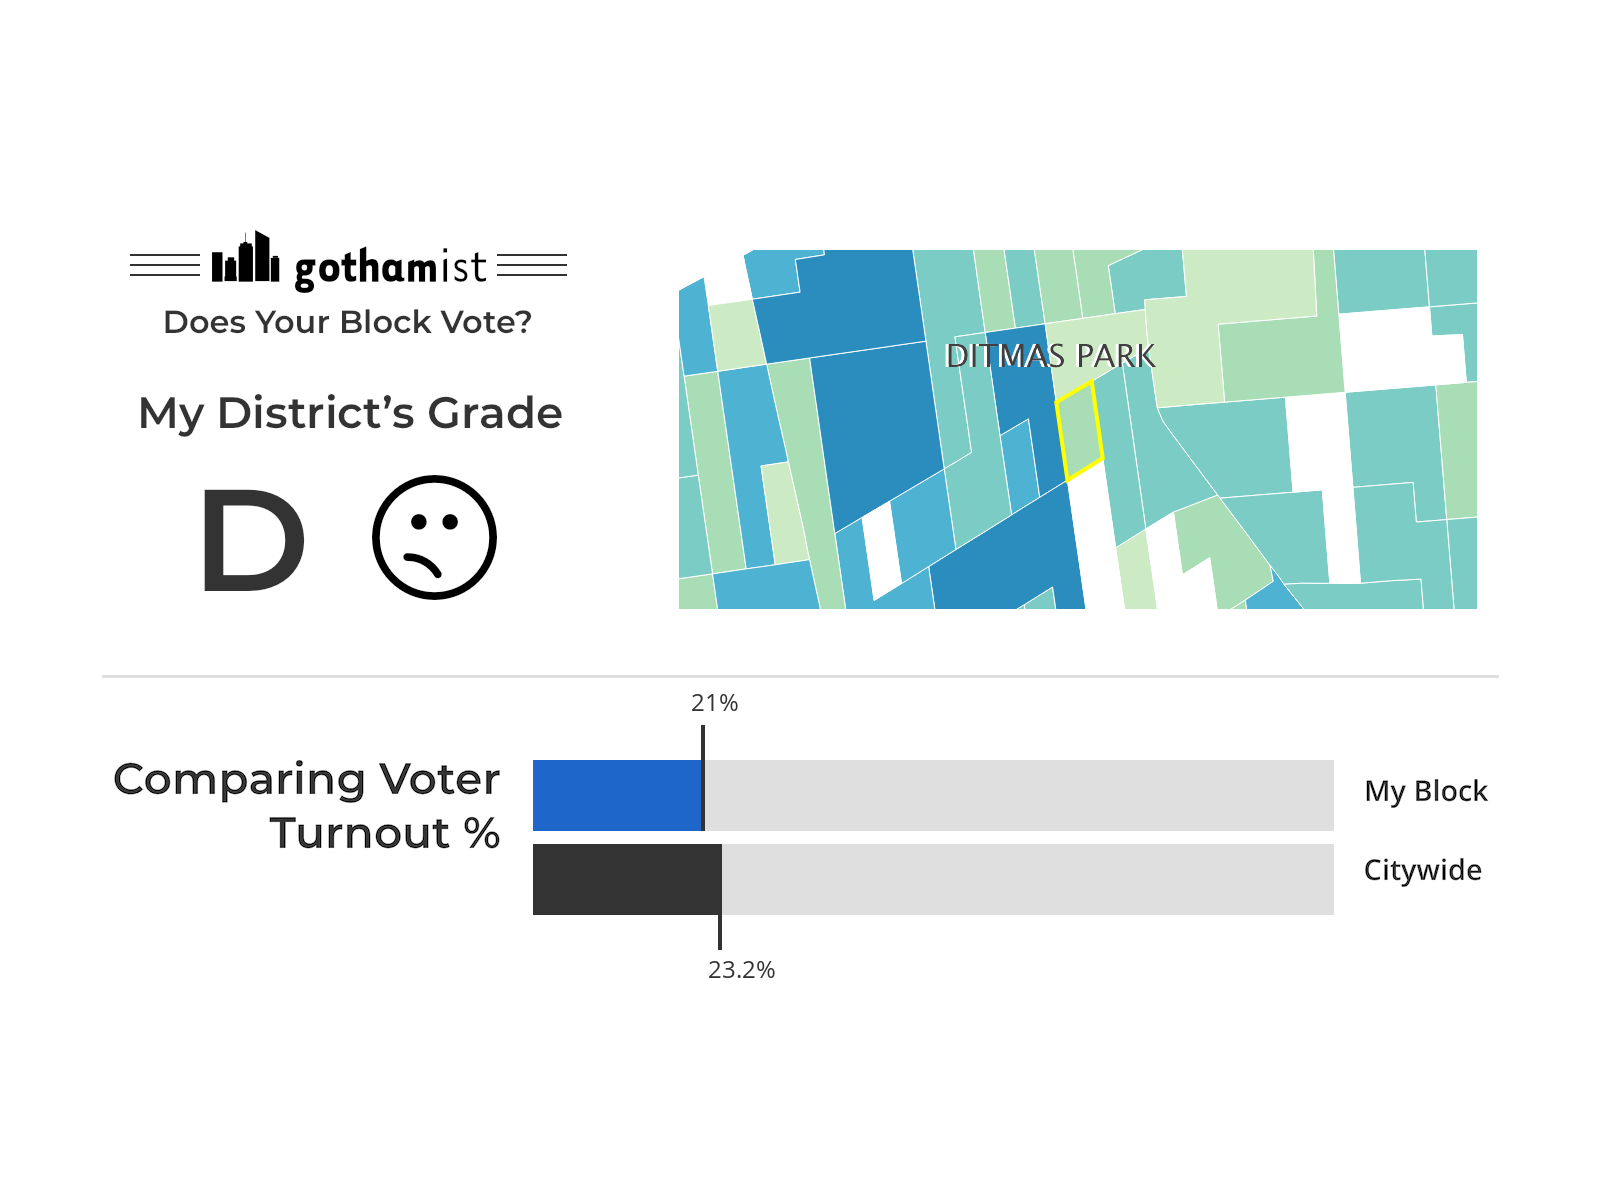 gothamist
Does Your Block Vote?
My District's Grade
D
DITMAS PARK
21%
Comparing Voter
Turnout %
My Block
Citywide
23.2%